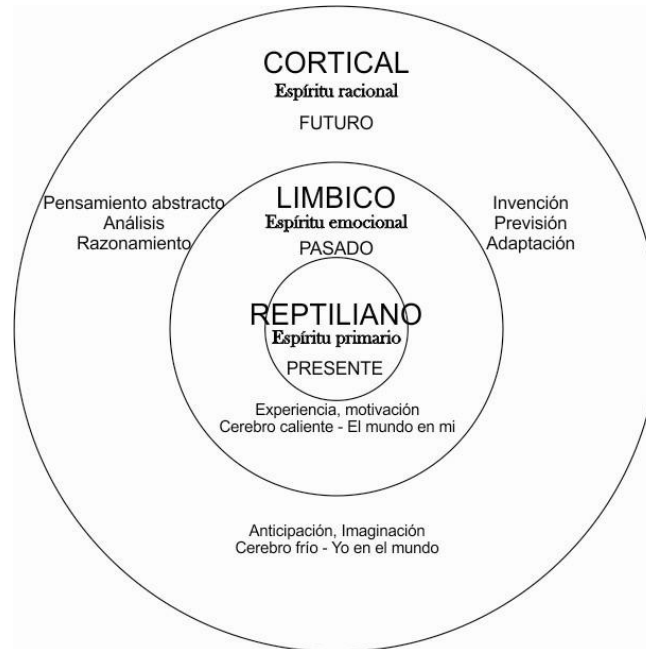 CORTICAL
Espíritu racional
FUTURO
Pensamiento abstracto
Análisis
Razonamiento
Invención
Previsión
Adaptación
LIMBICO
Espíritu emocional
PASADO
REPTILIANO
Espíritu primario
PRESENTE
Experiencia, motivación
Cerebro caliente - El mundo en mi
Anticipación, Imaginación
Cerebro frío - Yo en el mundo